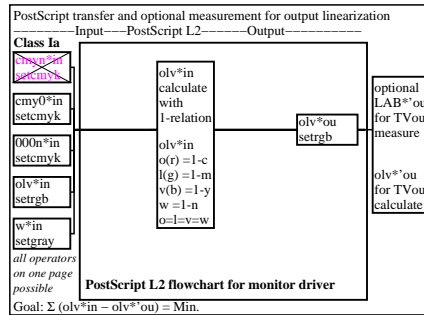 PostScript transfer and optional measurement for output linearization
–––––––––Input–––PostScript L2––––––Output––––––––––
Class Ia
cmyn*in
setcmyk
cmy0*in
setcmyk
000n*in
setcmyk
olv*in
setrgb
w*in
setgray
all operators
on one page
possible
olv*in
calculate
with
1-relation
olv*in
o(r) =1-c
l(g) =1-m
v(b) =1-y
w =1-n
o=l=v=w
olv*ou
setrgb
optional
LAB*'ou
for TVou
measure
olv*'ou
for TVou
calculate
PostScript L2 flowchart for monitor driver
Goal: Σ (olv*in − olv*'ou) = Min.